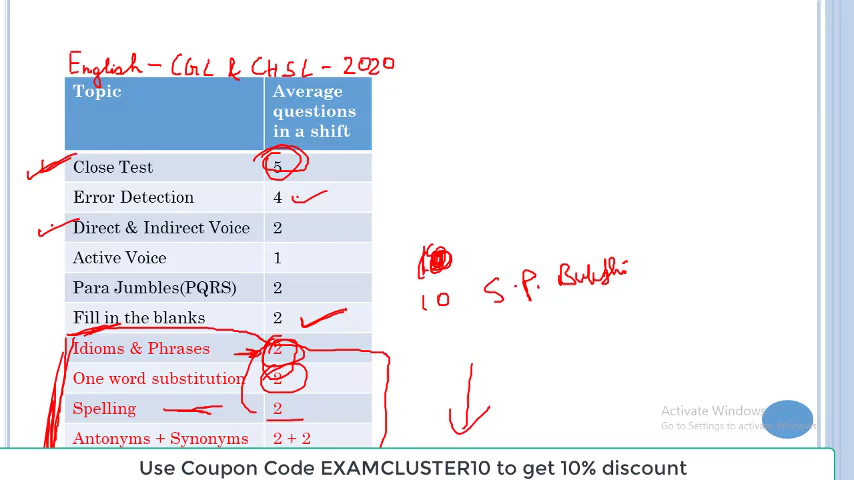 English - CGL & CHSL - 2020
Topic Average questions in a shift
Close Test 5
Error Detection 4
Direct & Indirect Voice 2
Active Voice 1
Para Jumbles(PQRS) 2
Fill in the blanks 2
10 S.P.
Idioms & Phrases 2
One word substitution 2
Spelling 2
Antonyms + Synonyms 2 + 2
Activate Windows
Go to Settings to activate Windows.
Use Coupon Code EXAMCLUSTER10 to get 10% discount